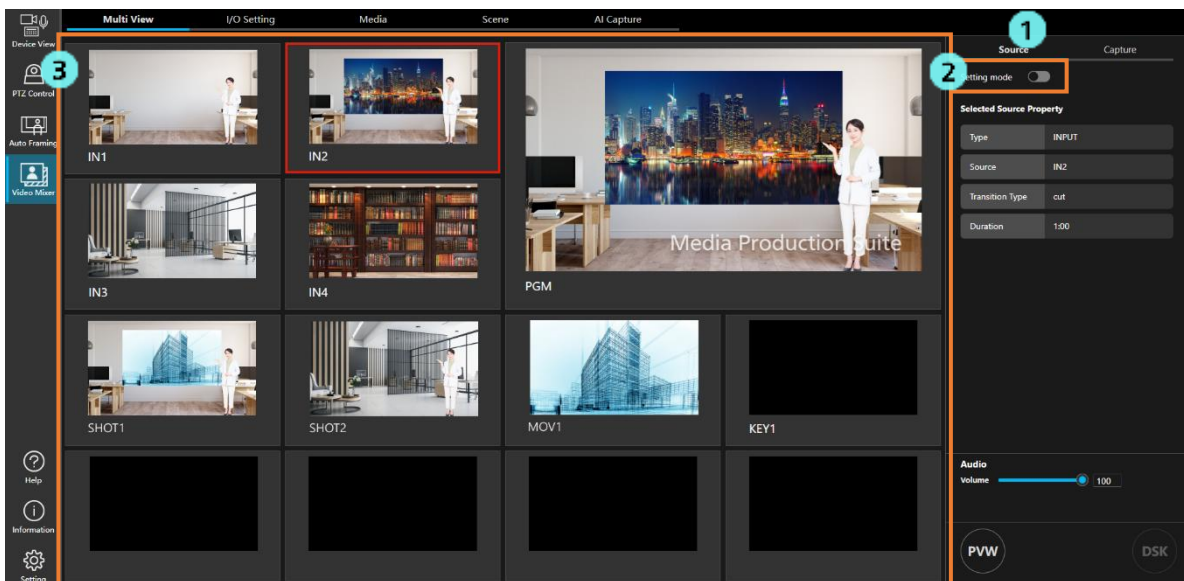 Multi View
I/O Setting
Media
Scene
AI Capture
Device View
PTZ Control
Auto Framing
Video Mixer
Help
Information
Setting
3
IN1
IN2
Media Production Suite
PGM
IN3
IN4
SHOT1
SHOT2
MOV1
KEY1
1
Source
Capture
2
Setting mode
Selected Source Property
Type INPUT
Source IN2
Transition Type cut
Duration 1:00
Audio
Volume 100
PVW
DSK